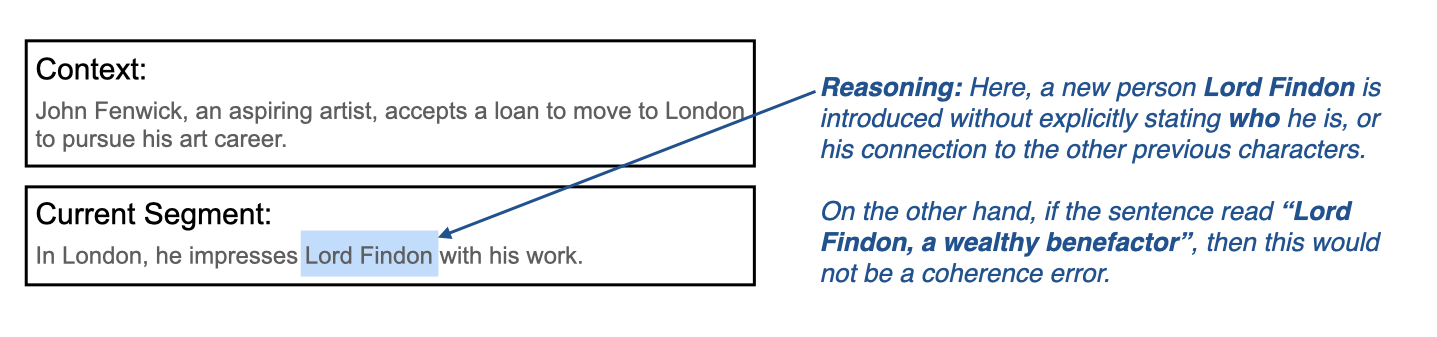 Context:
John Fenwick, an aspiring artist, accepts a loan to move to London
to pursue his art career.
Current Segment:
In London, he impresses Lord Findon with his work.
Reasoning: Here, a new person Lord Findon is
introduced without explicitly stating who he is, or
his connection to the other previous characters.
On the other hand, if the sentence read “Lord
Findon, a wealthy benefactor”, then this would
not be a coherence error.